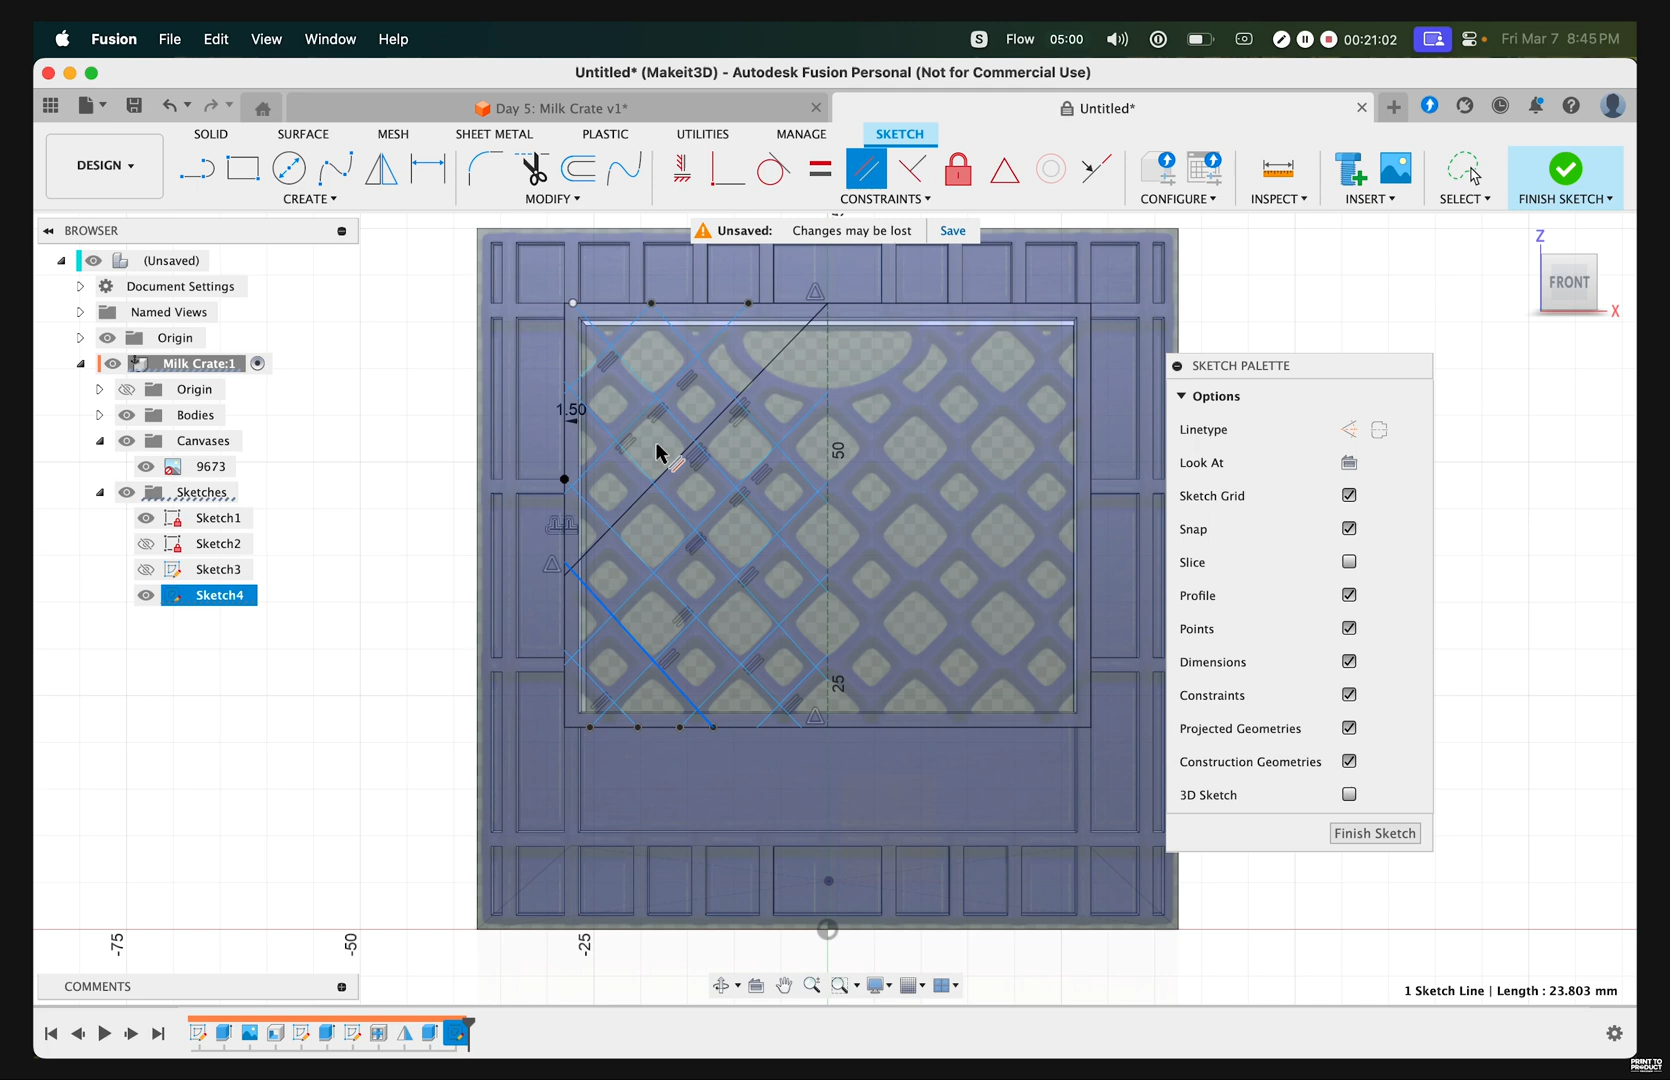 Fusion File Edit View Window Help
S Flow 05:00 00:21:02 Fri Mar 7 8:45 PM
Untitled* (Makeit3D) - Autodesk Fusion Personal (Not for Commercial Use)
Day 5: Milk Crate v1*
Untitled*
SOLID SURFACE MESH SHEET METAL PLASTIC UTILITIES MANAGE SKETCH
DESIGN
CREATE MODIFY CONSTRAINTS CONFIGURE INSPECT INSERT SELECT FINISH SKETCH
BROWSER
Unsaved: Changes may be lost Save
(Unsaved)
Document Settings
Named Views
Origin
Milk Crate:1
Origin
Bodies
Canvases
9673
Sketches
Sketch1
Sketch2
Sketch3
Sketch4
Z
FRONT
X
1.50
50
25
-75
-50
-25
SKETCH PALETTE
Options
Linetype
Look At
Sketch Grid
Snap
Slice
Profile
Points
Dimensions
Constraints
Projected Geometries
Construction Geometries
3D Sketch
Finish Sketch
COMMENTS
1 Sketch Line | Length : 23.803 mm
PRINT TO
PRODUCT